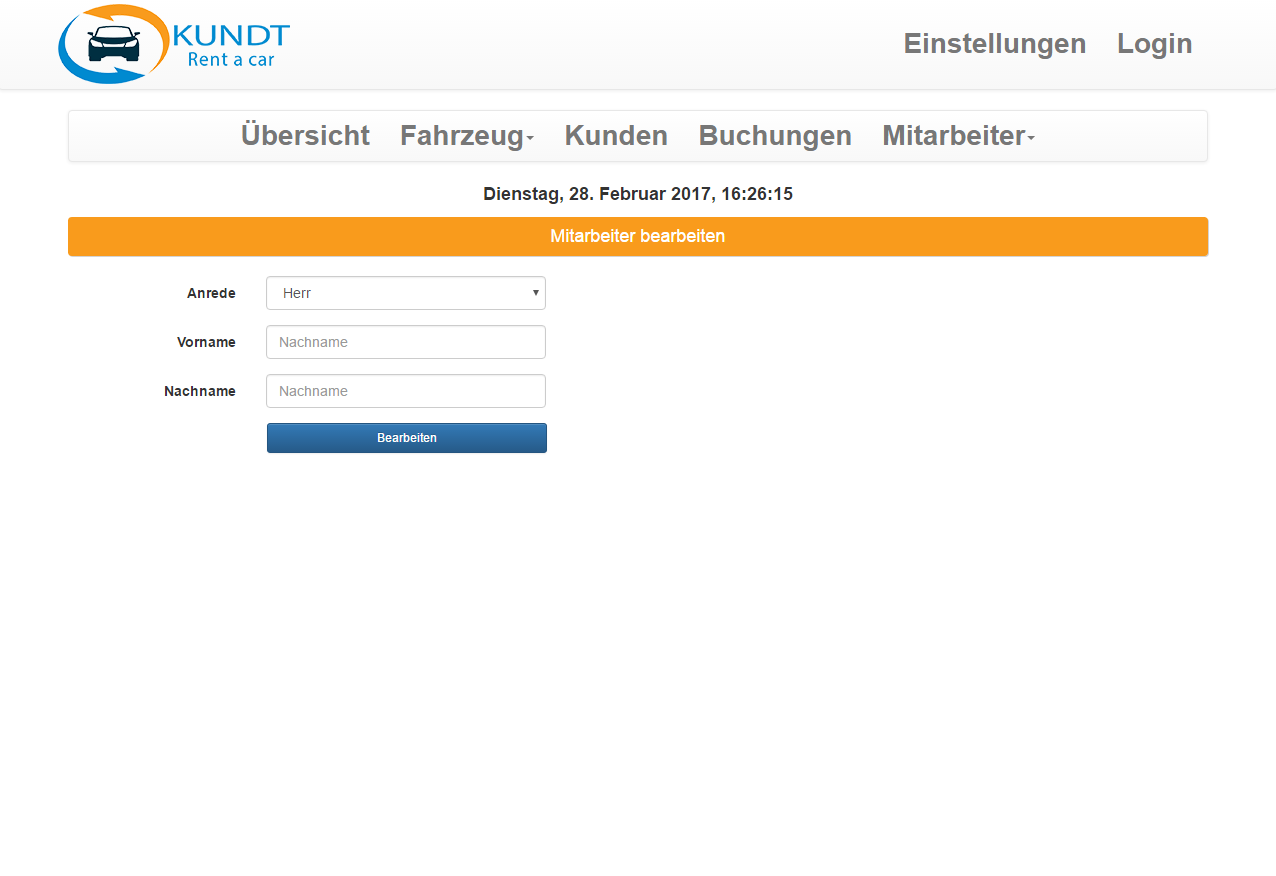 KUNDT
Rent a car
Einstellungen Login
Übersicht Fahrzeug Kunden Buchungen Mitarbeiter
Dienstag, 28. Februar 2017, 16:26:15
Mitarbeiter bearbeiten
Anrede Herr
Vorname Nachname
Nachname Nachname
Bearbeiten